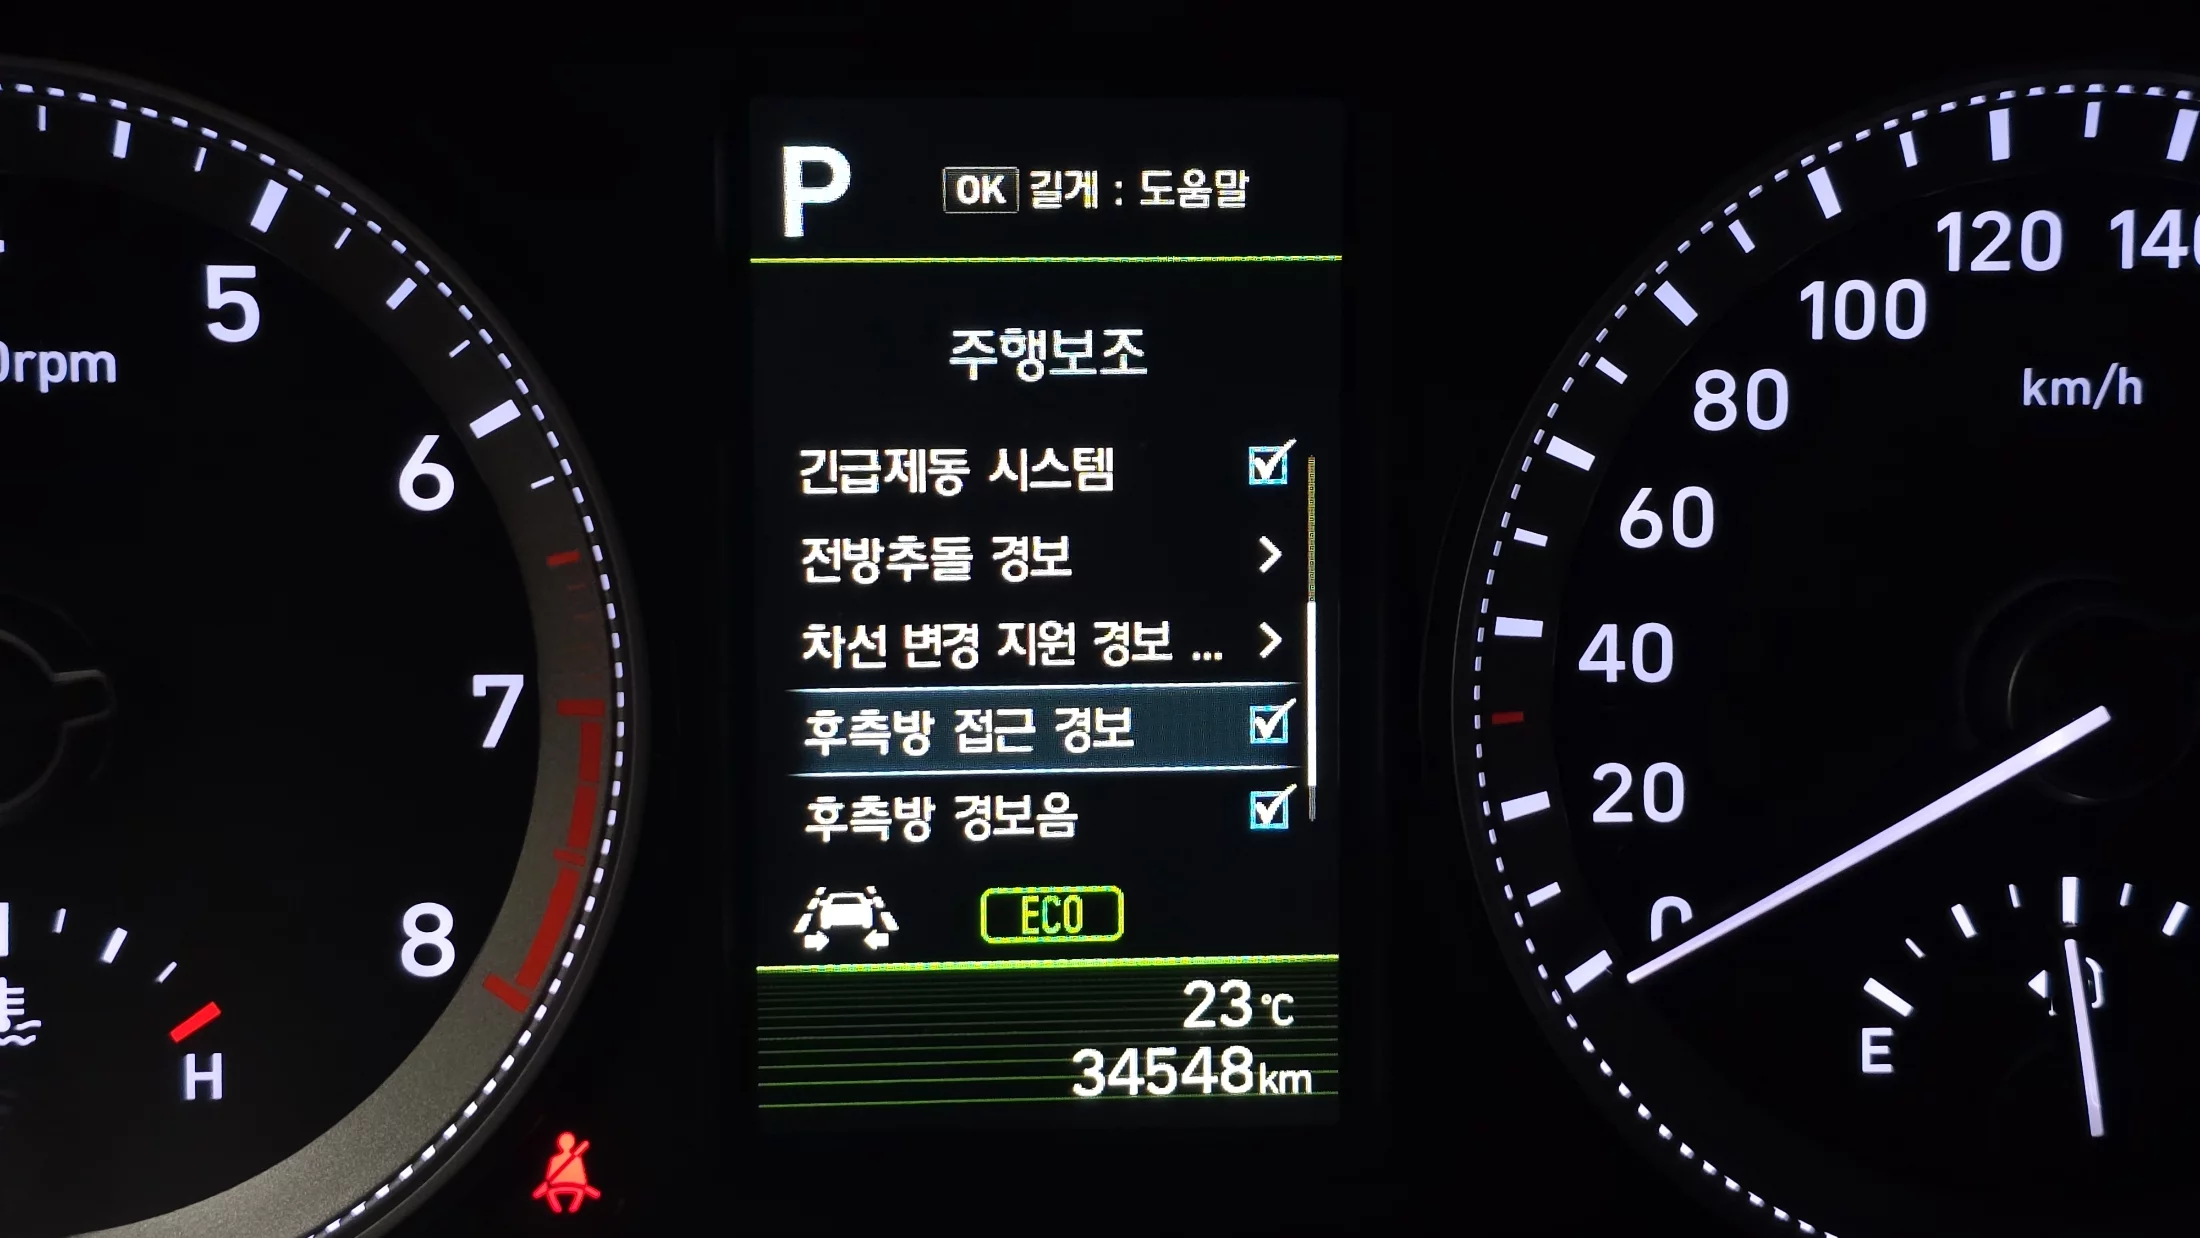 P
OK 길게 : 도움말
주행보조
긴급제동 시스템
전방추돌 경보
차선 변경 지원 경보 ...
후측방 접근 경보
후측방 경보음
ECO
23℃
34548km
5
0rpm
6
7
8
H
140
120
100
km/h
80
60
40
20
0
E